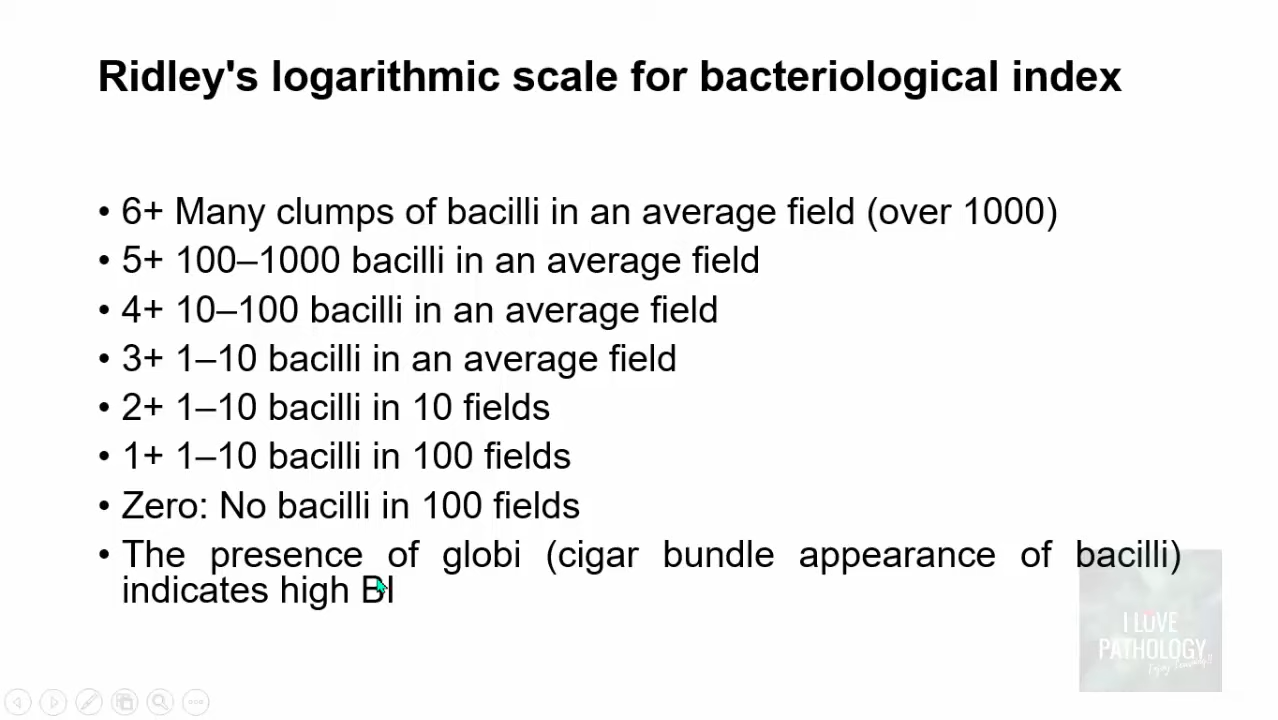 Ridley's logarithmic scale for bacteriological index
• 6+ Many clumps of bacilli in an average field (over 1000)
• 5+ 100–1000 bacilli in an average field
• 4+ 10–100 bacilli in an average field
• 3+ 1–10 bacilli in an average field
• 2+ 1–10 bacilli in 10 fields
• 1+ 1–10 bacilli in 100 fields
• Zero: No bacilli in 100 fields
• The presence of globi (cigar bundle appearance of bacilli)
indicates high BI
I LOVE
PATHOLOGY